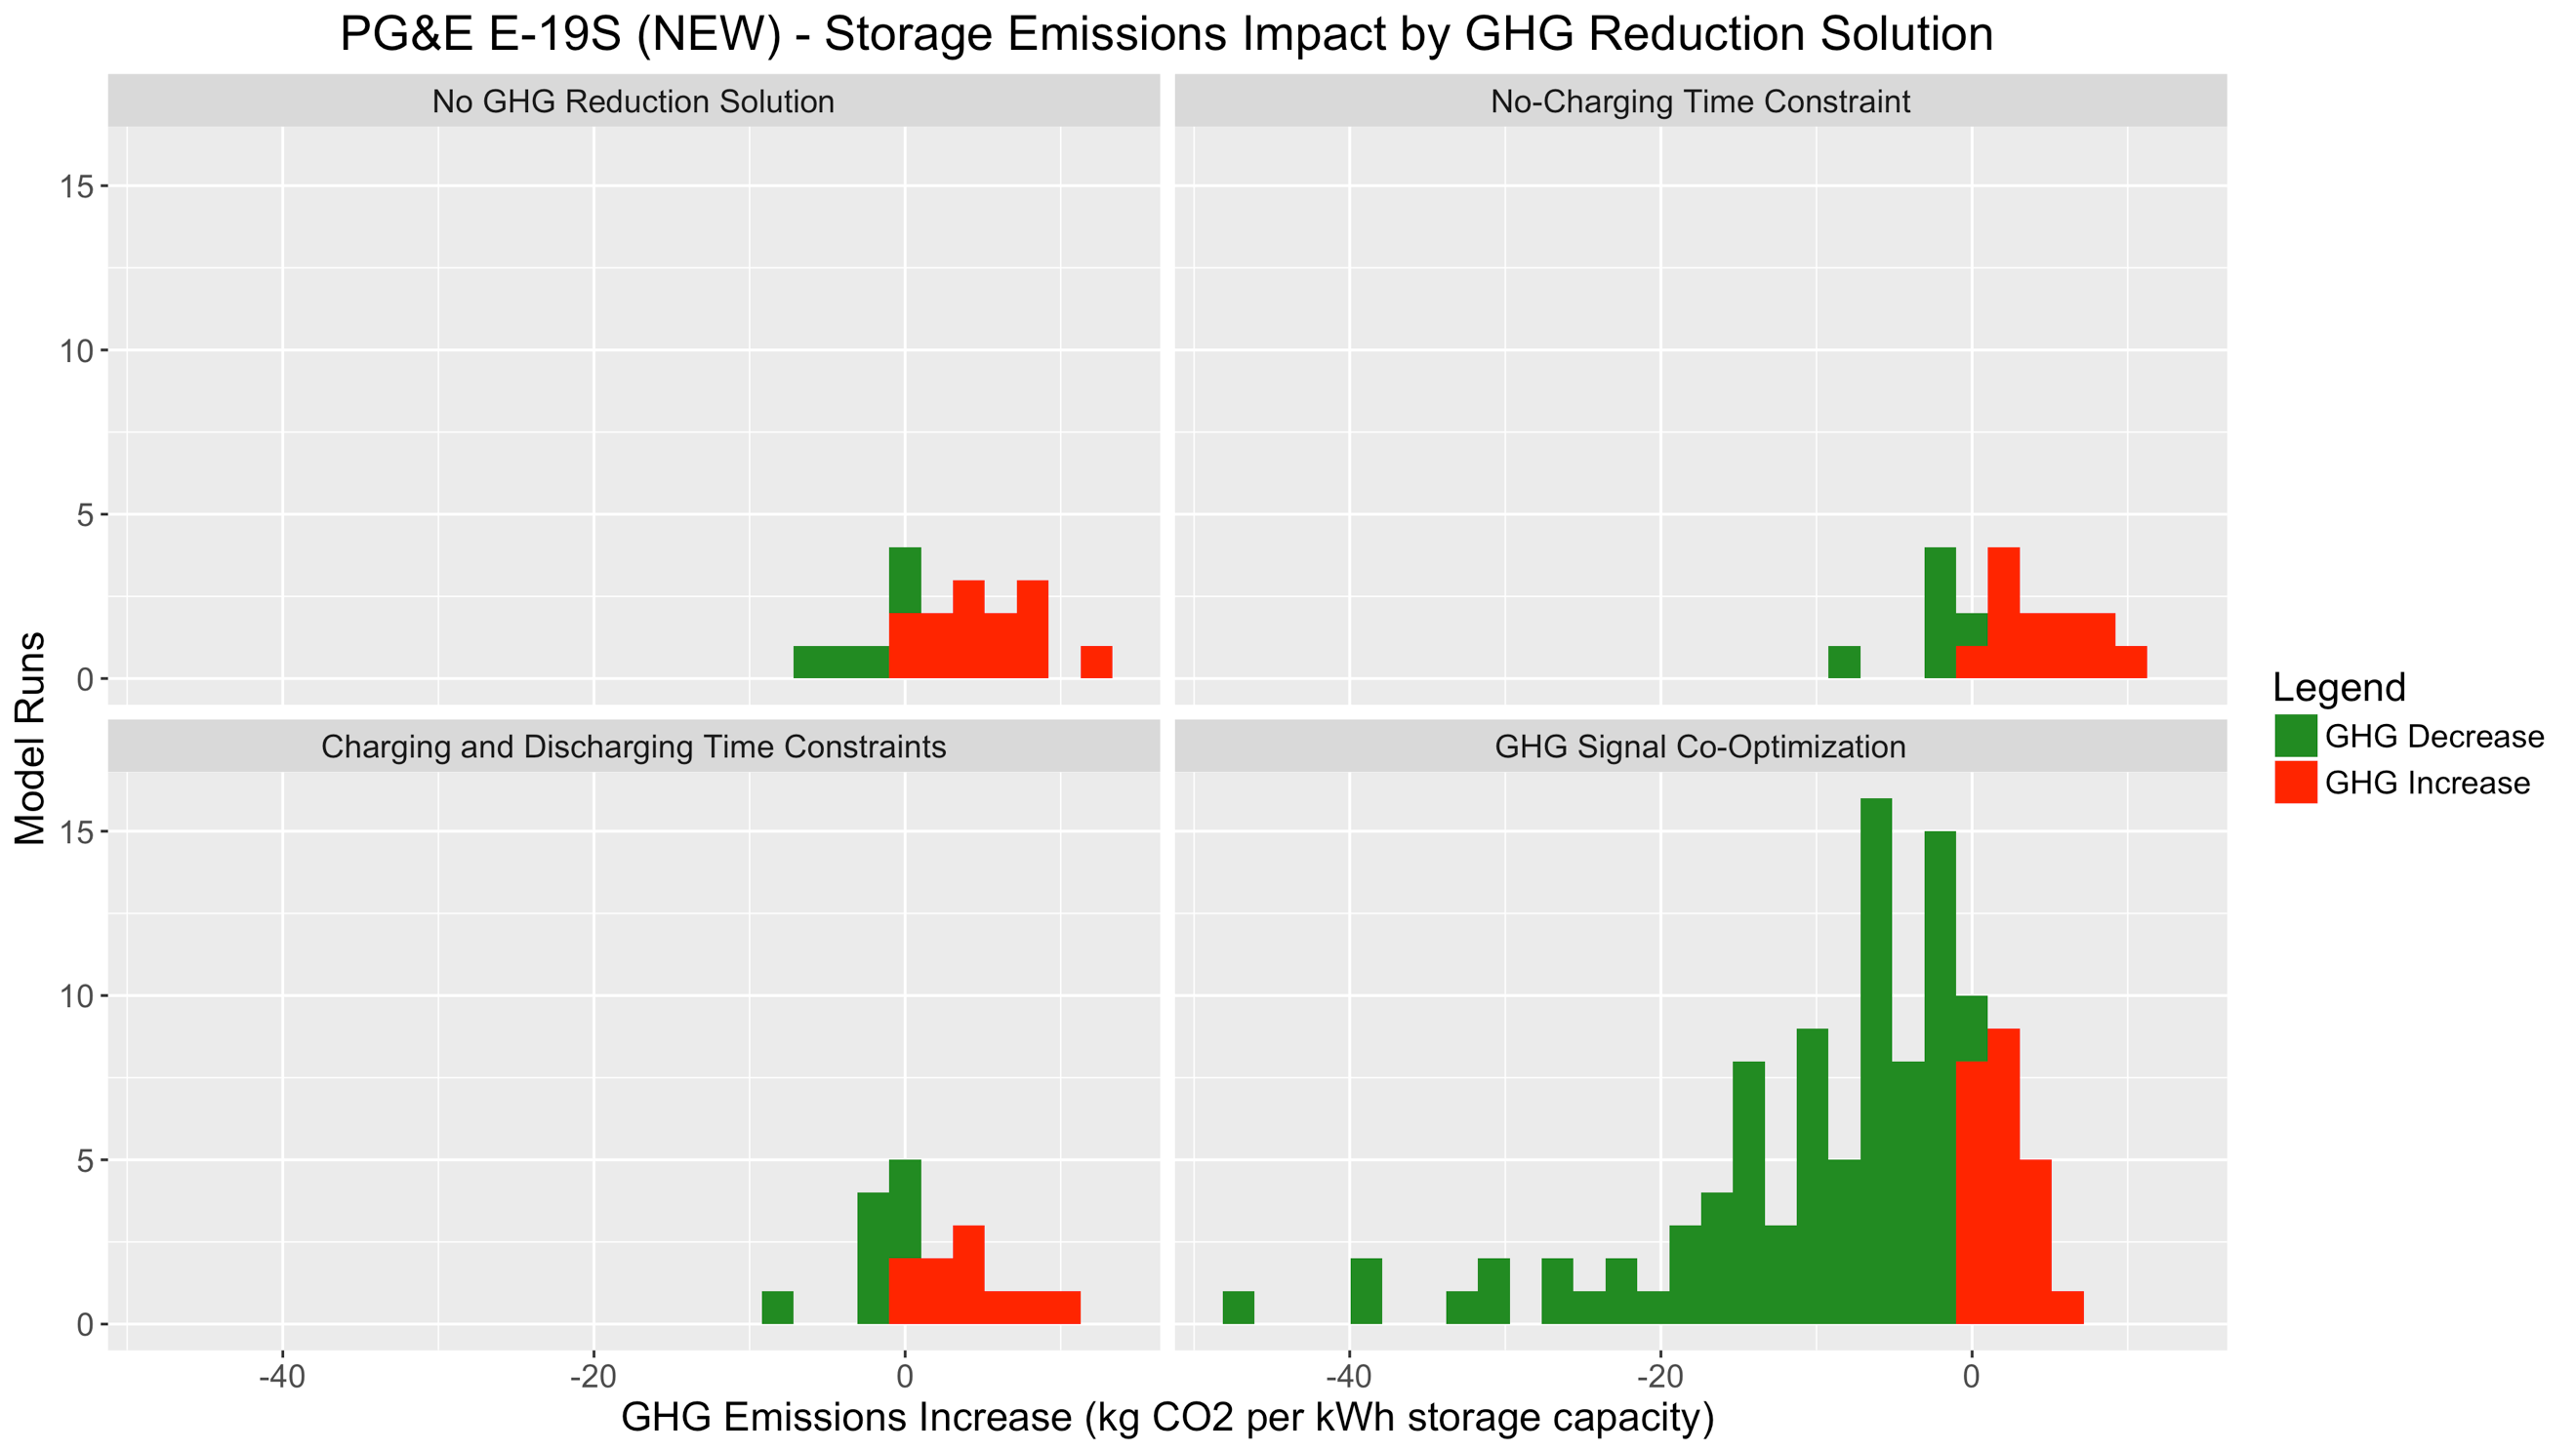 PG&E E-19S (NEW) - Storage Emissions Impact by GHG Reduction Solution
No GHG Reduction Solution
No-Charging Time Constraint
15
10
5
0
Charging and Discharging Time Constraints
GHG Signal Co-Optimization
15
10
5
0
-40
-20
0
-40
-20
0
Model Runs
GHG Emissions Increase (kg CO2 per kWh storage capacity)
Legend
GHG Decrease
GHG Increase